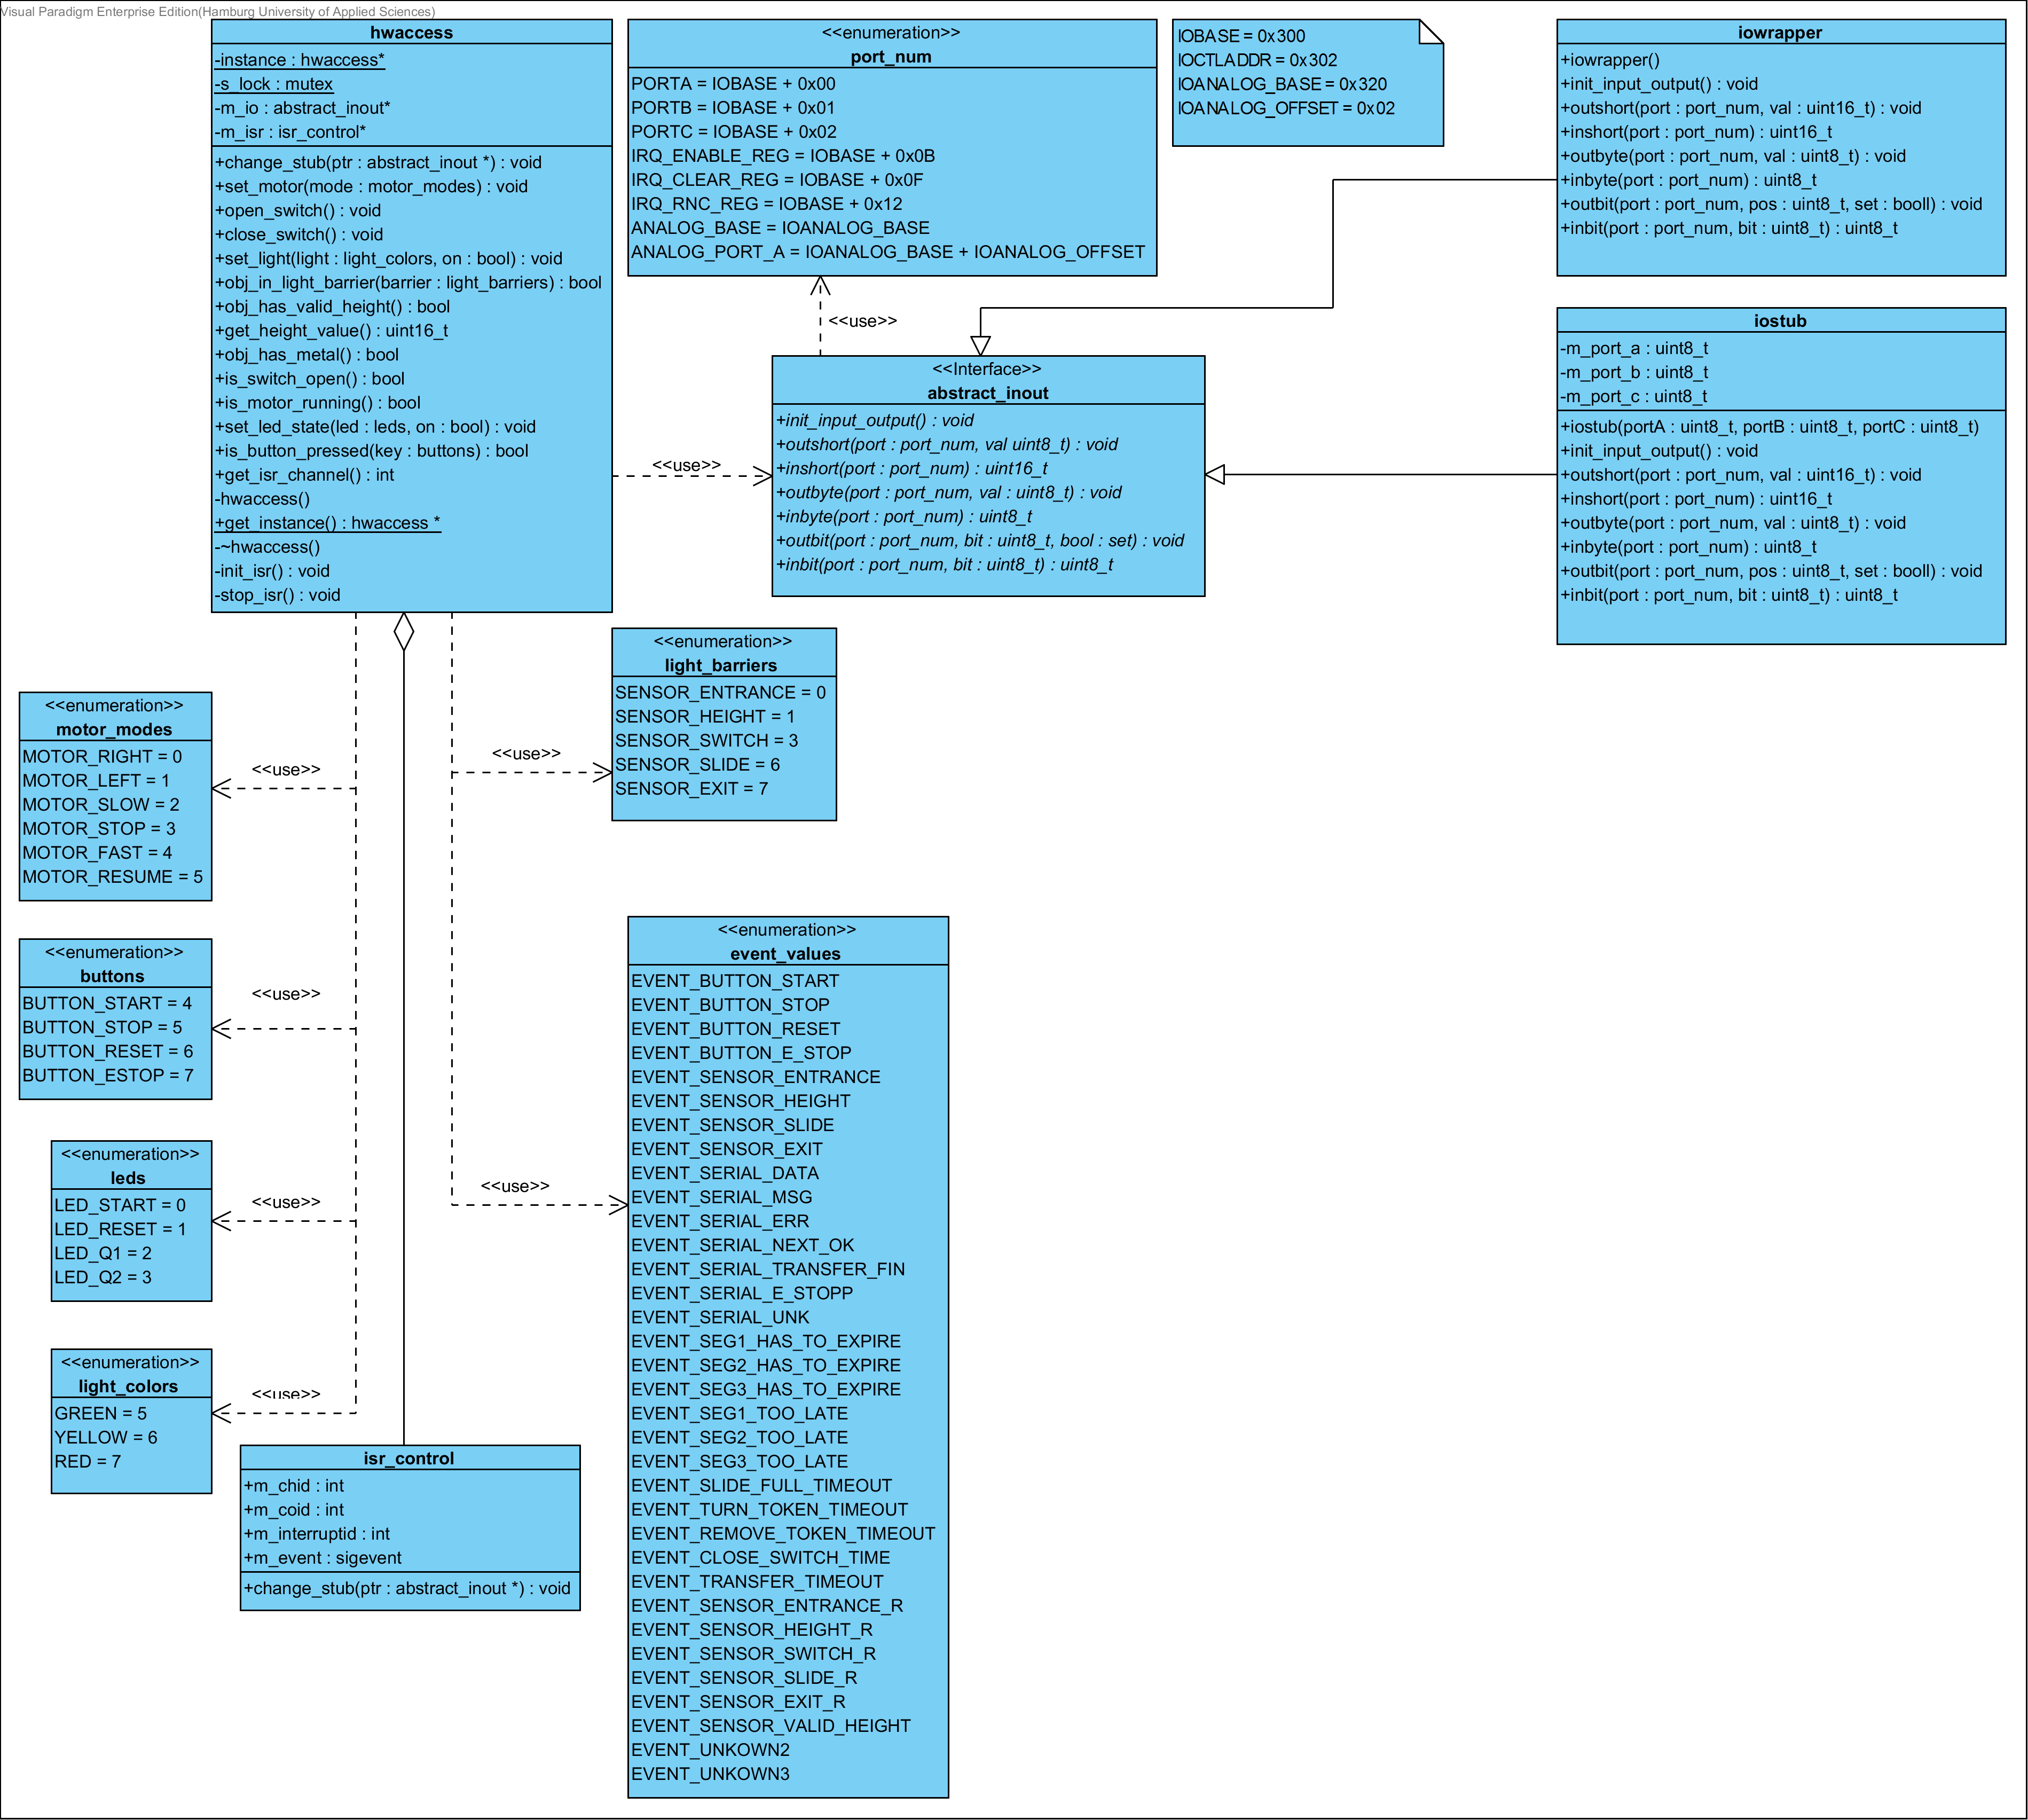 Visual Paradigm Enterprise Edition(Hamburg University of Applied Sciences)
hwaccess
-instance : hwaccess*
-s_lock : mutex
-m_io : abstract_inout*
-m_isr : isr_control*
+change_stub(ptr : abstract_inout *) : void
+set_motor(mode : motor_modes) : void
+open_switch() : void
+close_switch() : void
+set_light(light : light_colors, on : bool) : void
+obj_in_light_barrier(barrier : light_barriers) : bool
+obj_has_valid_height() : bool
+get_height_value() : uint16_t
+obj_has_metal() : bool
+is_switch_open() : bool
+is_motor_running() : bool
+set_led_state(led : leds, on : bool) : void
+is_button_pressed(key : buttons) : bool
+get_isr_channel() : int
-hwaccess()
+get_instance() : hwaccess *
-~hwaccess()
-init_isr() : void
-stop_isr() : void
<<enumeration>>
port_num
PORTA = IOBASE + 0x00
PORTB = IOBASE + 0x01
PORTC = IOBASE + 0x02
IRQ_ENABLE_REG = IOBASE + 0x0B
IRQ_CLEAR_REG = IOBASE + 0x0F
IRQ_RNC_REG = IOBASE + 0x12
ANALOG_BASE = IOANALOG_BASE
ANALOG_PORT_A = IOANALOG_BASE + IOANALOG_OFFSET
IOBASE = 0x300
IOCTLADDR = 0x302
IOANALOG_BASE = 0x320
IOANALOG_OFFSET = 0x02
iowrapper
+iowrapper()
+init_input_output() : void
+outshort(port : port_num, val : uint16_t) : void
+inshort(port : port_num) : uint16_t
+outbyte(port : port_num, val : uint8_t) : void
+inbyte(port : port_num) : uint8_t
+outbit(port : port_num, pos : uint8_t, set : booll) : void
+inbit(port : port_num, bit : uint8_t) : uint8_t
<<use>>
<<Interface>>
abstract_inout
+init_input_output() : void
+outshort(port : port_num, val uint8_t) : void
+inshort(port : port_num) : uint16_t
+outbyte(port : port_num, val : uint8_t) : void
+inbyte(port : port_num) : uint8_t
+outbit(port : port_num, bit : uint8_t, bool : set) : void
+inbit(port : port_num, bit : uint8_t) : uint8_t
<<use>>
iostub
-m_port_a : uint8_t
-m_port_b : uint8_t
-m_port_c : uint8_t
+iostub(portA : uint8_t, portB : uint8_t, portC : uint8_t)
+init_input_output() : void
+outshort(port : port_num, val : uint16_t) : void
+inshort(port : port_num) : uint16_t
+outbyte(port : port_num, val : uint8_t) : void
+inbyte(port : port_num) : uint8_t
+outbit(port : port_num, pos : uint8_t, set : booll) : void
+inbit(port : port_num, bit : uint8_t) : uint8_t
<<enumeration>>
light_barriers
SENSOR_ENTRANCE = 0
SENSOR_HEIGHT = 1
SENSOR_SWITCH = 3
SENSOR_SLIDE = 6
SENSOR_EXIT = 7
<<use>>
<<enumeration>>
motor_modes
MOTOR_RIGHT = 0
MOTOR_LEFT = 1
MOTOR_SLOW = 2
MOTOR_STOP = 3
MOTOR_FAST = 4
MOTOR_RESUME = 5
<<use>>
<<enumeration>>
buttons
BUTTON_START = 4
BUTTON_STOP = 5
BUTTON_RESET = 6
BUTTON_ESTOP = 7
<<use>>
<<enumeration>>
leds
LED_START = 0
LED_RESET = 1
LED_Q1 = 2
LED_Q2 = 3
<<use>>
<<enumeration>>
light_colors
GREEN = 5
YELLOW = 6
RED = 7
<<use>>
isr_control
+m_chid : int
+m_coid : int
+m_interruptid : int
+m_event : sigevent
+change_stub(ptr : abstract_inout *) : void
<<use>>
<<enumeration>>
event_values
EVENT_BUTTON_START
EVENT_BUTTON_STOP
EVENT_BUTTON_RESET
EVENT_BUTTON_E_STOP
EVENT_SENSOR_ENTRANCE
EVENT_SENSOR_HEIGHT
EVENT_SENSOR_SLIDE
EVENT_SENSOR_EXIT
EVENT_SERIAL_DATA
EVENT_SERIAL_MSG
EVENT_SERIAL_ERR
EVENT_SERIAL_NEXT_OK
EVENT_SERIAL_TRANSFER_FIN
EVENT_SERIAL_E_STOPP
EVENT_SERIAL_UNK
EVENT_SEG1_HAS_TO_EXPIRE
EVENT_SEG2_HAS_TO_EXPIRE
EVENT_SEG3_HAS_TO_EXPIRE
EVENT_SEG1_TOO_LATE
EVENT_SEG2_TOO_LATE
EVENT_SEG3_TOO_LATE
EVENT_SLIDE_FULL_TIMEOUT
EVENT_TURN_TOKEN_TIMEOUT
EVENT_REMOVE_TOKEN_TIMEOUT
EVENT_CLOSE_SWITCH_TIME
EVENT_TRANSFER_TIMEOUT
EVENT_SENSOR_ENTRANCE_R
EVENT_SENSOR_HEIGHT_R
EVENT_SENSOR_SWITCH_R
EVENT_SENSOR_SLIDE_R
EVENT_SENSOR_EXIT_R
EVENT_SENSOR_VALID_HEIGHT
EVENT_UNKOWN2
EVENT_UNKOWN3